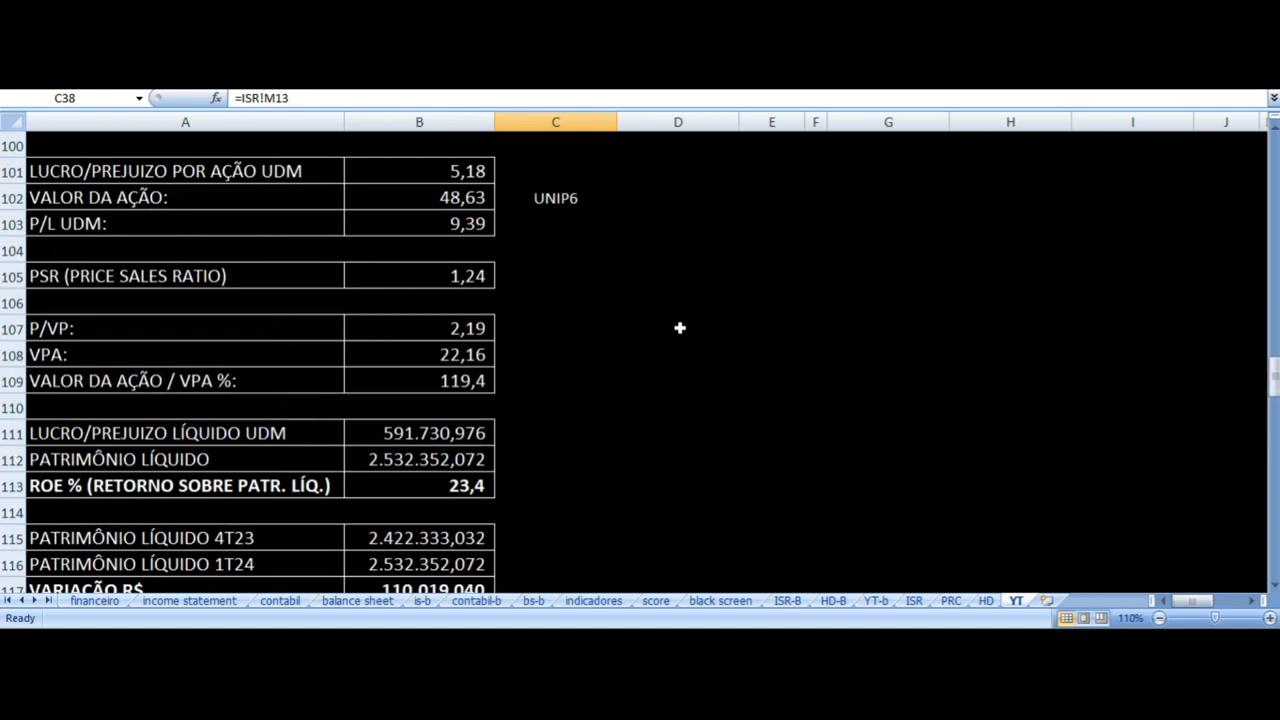 C38 =ISR!M13
A B C D E F G H I J
100
101 LUCRO/PREJUIZO POR AÇÃO UDM 5,18
102 VALOR DA AÇÃO: 48,63 UNIP6
103 P/L UDM: 9,39
104
105 PSR (PRICE SALES RATIO) 1,24
106
107 P/VP: 2,19
108 VPA: 22,16
109 VALOR DA AÇÃO / VPA %: 119,4
110
111 LUCRO/PREJUIZO LÍQUIDO UDM 591.730,976
112 PATRIMÔNIO LÍQUIDO 2.532.352,072
113 ROE % (RETORNO SOBRE PATR. LÍQ.) 23,4
114
115 PATRIMÔNIO LÍQUIDO 4T23 2.422.333,032
116 PATRIMÔNIO LÍQUIDO 1T24 2.532.352,072
117 VARIAÇÃO R$ 110.019,040
financeiro income statement contabil balance sheet is-b contabil-b bs-b indicadores score black screen ISR-B HD-B YT-b ISR PRC HD YT
Ready 110%